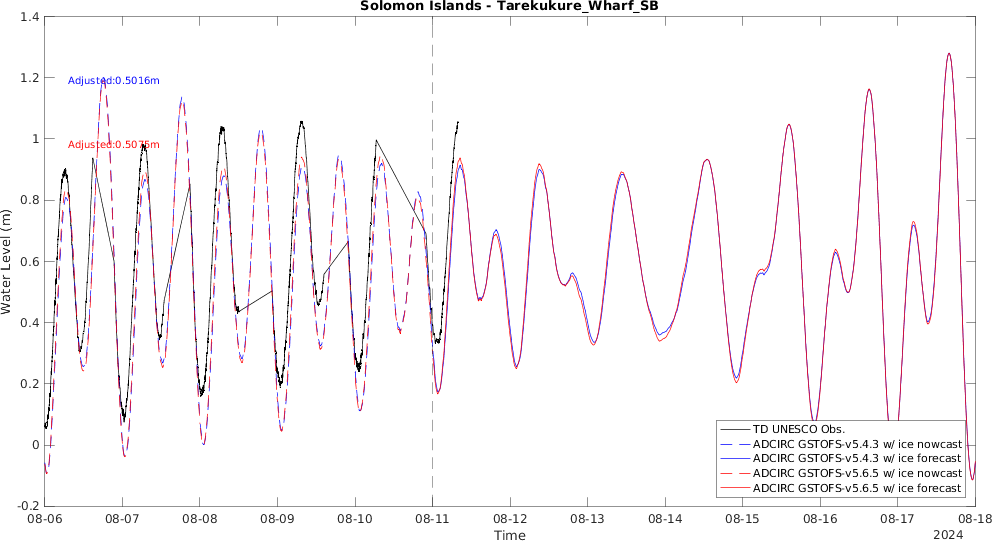 Solomon Islands - Tarekukure_Wharf_SB
1.4
1.2
1
0.8
0.6
0.4
0.2
0
-0.2
Water Level (m)
Adjusted:0.5016m
Adjusted:0.5075m
TD UNESCO Obs.
ADCIRC GSTOFS-v5.4.3 w/ ice nowcast
ADCIRC GSTOFS-v5.4.3 w/ ice forecast
ADCIRC GSTOFS-v5.6.5 w/ ice nowcast
ADCIRC GSTOFS-v5.6.5 w/ ice forecast
08-06 08-07 08-08 08-09 08-10 08-11 08-12 08-13 08-14 08-15 08-16 08-17 08-18
Time
2024